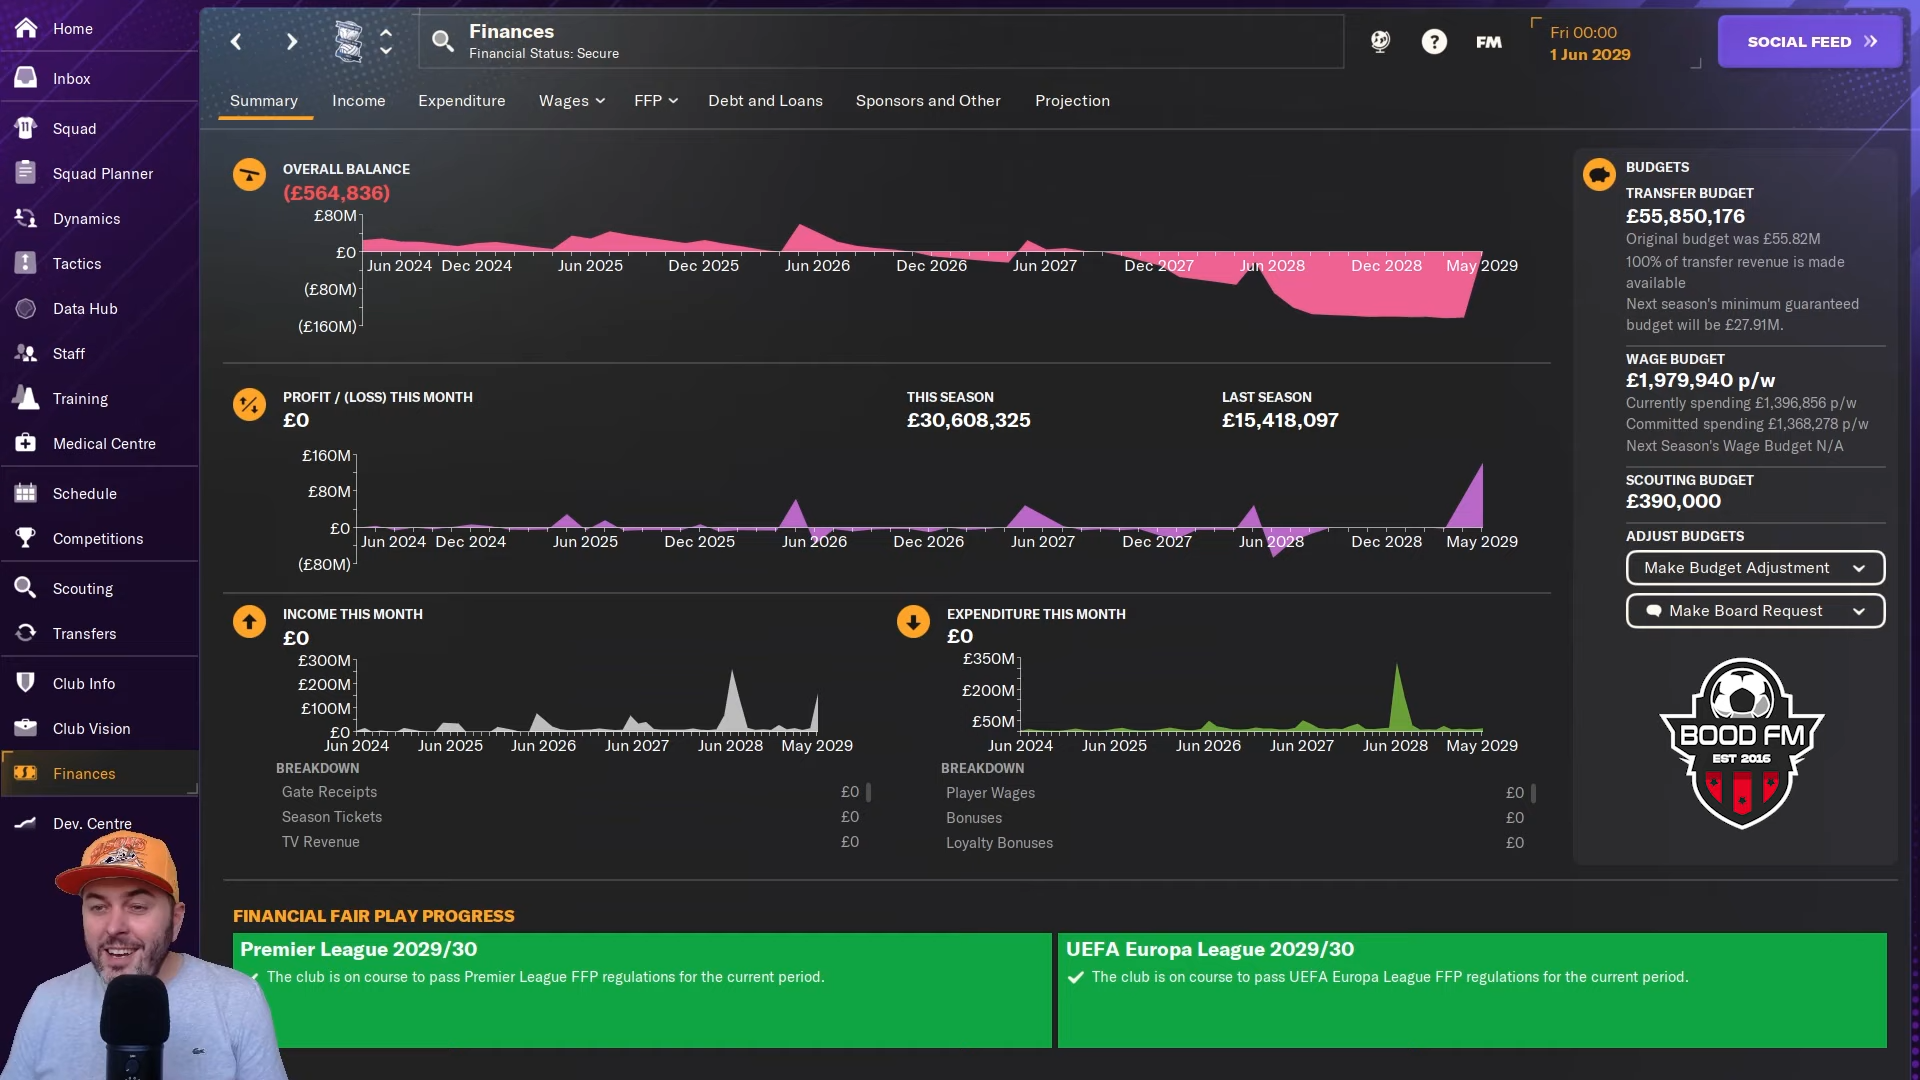 Home
Inbox
Squad
Squad Planner
Dynamics
Tactics
Data Hub
Staff
Training
Medical Centre
Schedule
Competitions
Scouting
Transfers
Club Info
Club Vision
Finances
Dev. Centre
Finances
Financial Status: Secure
FM
Fri 00:00
1 Jun 2029
SOCIAL FEED
Summary
Income
Expenditure
Wages
FFP
Debt and Loans
Sponsors and Other
Projection
OVERALL BALANCE
(£564,836)
£80M
£0
(£80M)
(£160M)
Jun 2024 Dec 2024 Jun 2025 Dec 2025 Jun 2026 Dec 2026 Jun 2027 Dec 2027 Jun 2028 Dec 2028 May 2029
PROFIT / (LOSS) THIS MONTH
£0
THIS SEASON
£30,608,325
LAST SEASON
£15,418,097
£160M
£80M
£0
(£80M)
Jun 2024 Dec 2024 Jun 2025 Dec 2025 Jun 2026 Dec 2026 Jun 2027 Dec 2027 Jun 2028 Dec 2028 May 2029
INCOME THIS MONTH
£0
£300M
£200M
£100M
£0
Jun 2024 Jun 2025 Jun 2026 Jun 2027 Jun 2028 May 2029
BREAKDOWN
Gate Receipts £0
Season Tickets £0
TV Revenue £0
EXPENDITURE THIS MONTH
£0
£350M
£200M
£50M
Jun 2024 Jun 2025 Jun 2026 Jun 2027 Jun 2028 May 2029
BREAKDOWN
Player Wages £0
Bonuses £0
Loyalty Bonuses £0
BUDGETS
TRANSFER BUDGET
£55,850,176
Original budget was £55.82M
100% of transfer revenue is made
available
Next season's minimum guaranteed
budget will be £27.91M.
WAGE BUDGET
£1,979,940 p/w
Currently spending £1,396,856 p/w
Committed spending £1,368,278 p/w
Next Season's Wage Budget N/A
SCOUTING BUDGET
£390,000
ADJUST BUDGETS
Make Budget Adjustment
Make Board Request
BOOD FM
EST 2016
FINANCIAL FAIR PLAY PROGRESS
Premier League 2029/30
The club is on course to pass Premier League FFP regulations for the current period.
UEFA Europa League 2029/30
The club is on course to pass UEFA Europa League FFP regulations for the current period.